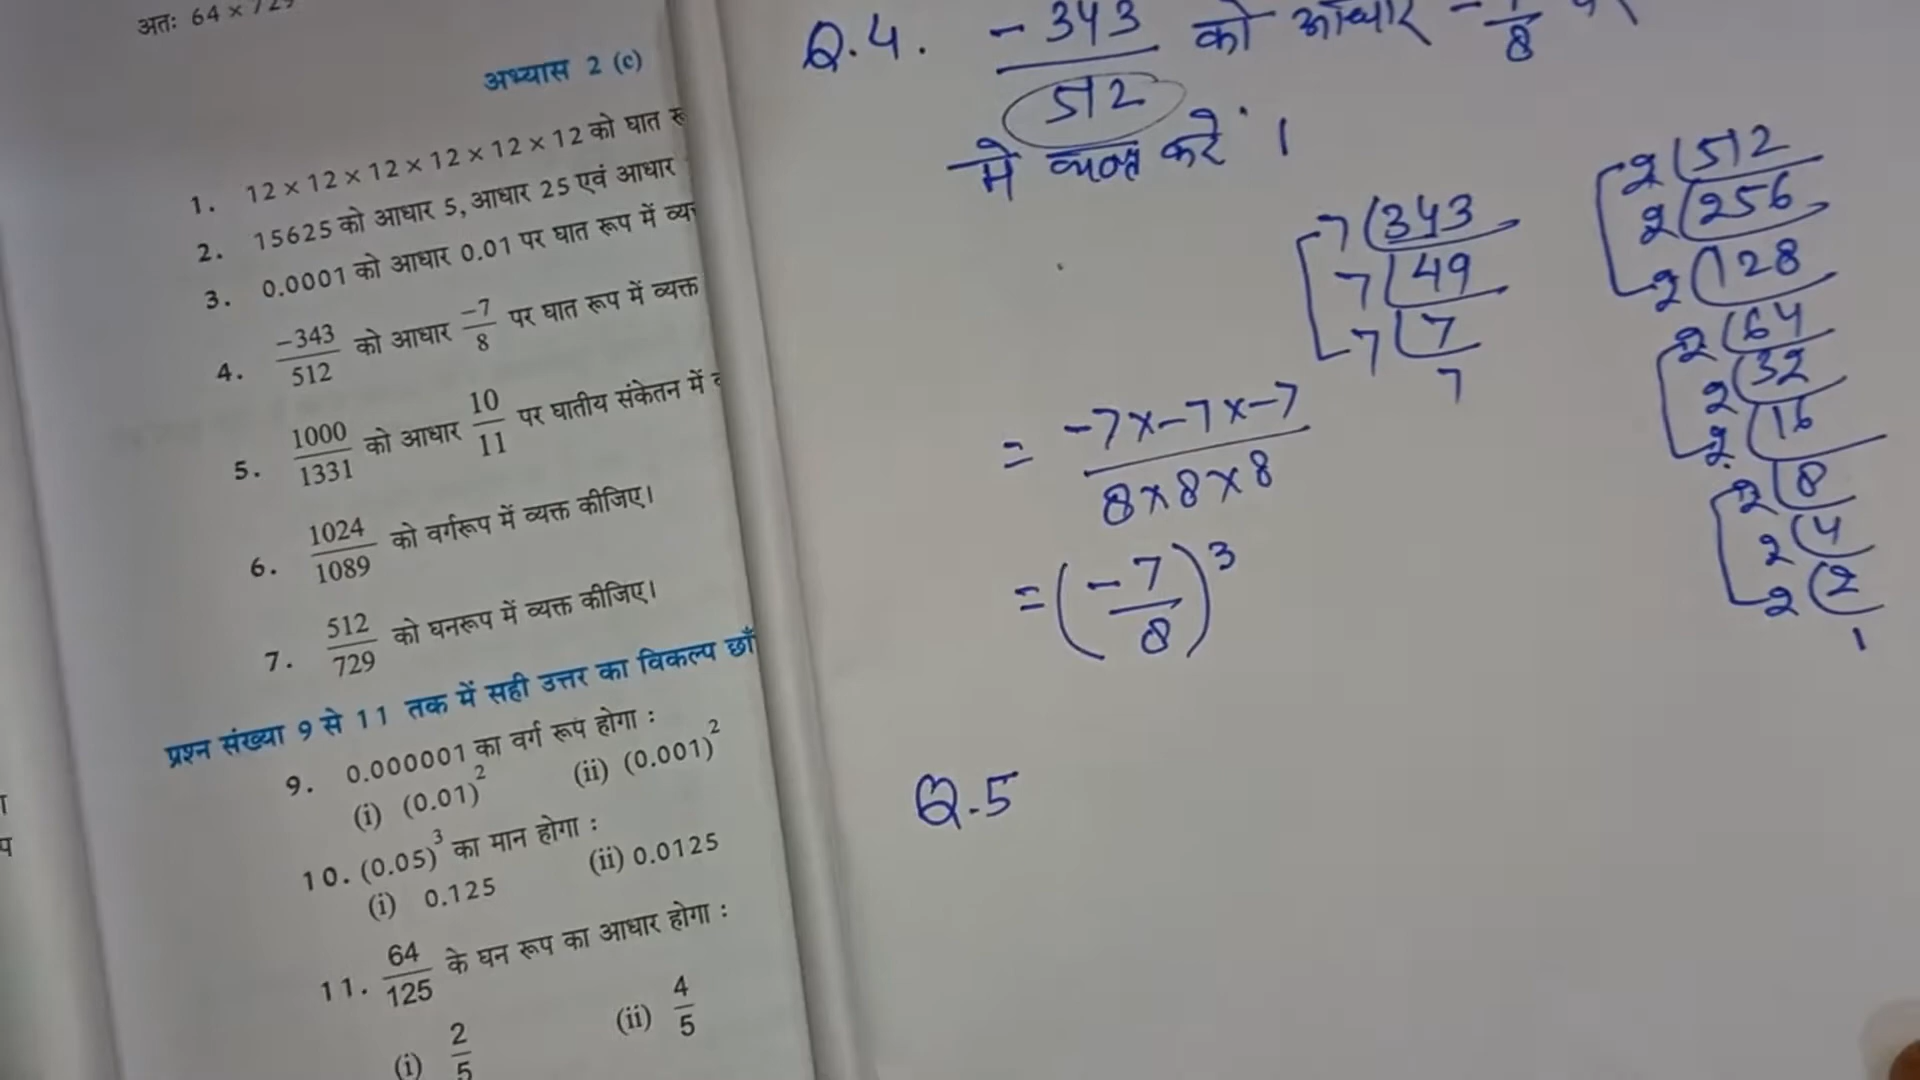 अतः 64 × 729
अभ्यास 2 (c)
1. 12 × 12 × 12 × 12 × 12 × 12 को घात
2. 15625 को आधार 5, आधार 25 एवं आधार
3. 0.0001 को आधार 0.01 पर घात रूप में
4. -343/512 को आधार -7/8 पर घात रूप में व्यक्त
5. 1000/1331 को आधार 10/11 पर घातीय संकेतन में
6. 1024/1089 को वर्गरूप में व्यक्त कीजिए।
7. 512/729 को घनरूप में व्यक्त कीजिए।
प्रश्न संख्या 9 से 11 तक में सही उत्तर का विकल्प
9. 0.000001 का वर्ग रूप होगा :
(i) (0.01)² (ii) (0.001)²
10. (0.05)³ का मान होगा :
(i) 0.125 (ii) 0.0125
11. 64/125 के घन रूप का आधार होगा :
(i) 2/5 (ii) 4/5
Q.4. -343/512 को आधार
में व्यक्त करें ।
7 343
7 49
7 7
7
2 512
2 256
2 128
2 64
2 32
2 16
2 8
2 4
2 2
1
= -7×-7×-7/8×8×8
= (-7/8)³
Q.5